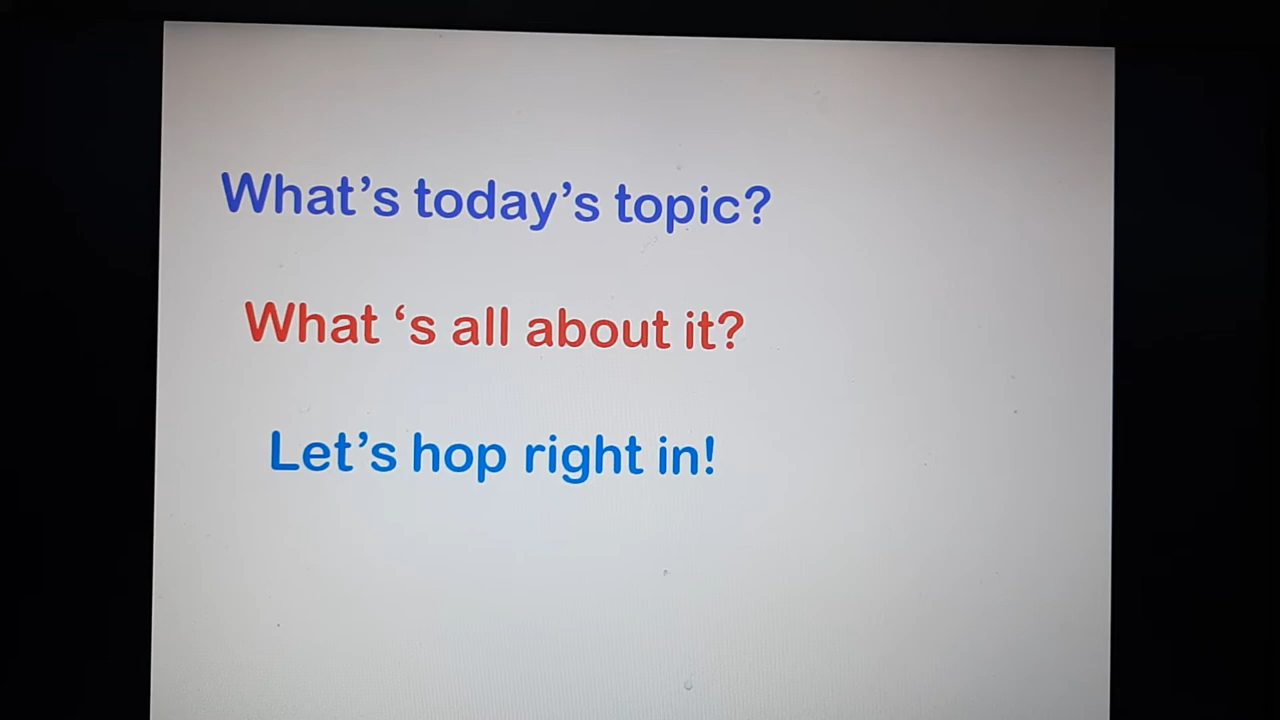 What’s today’s topic?
What ‘s all about it?
Let’s hop right in!